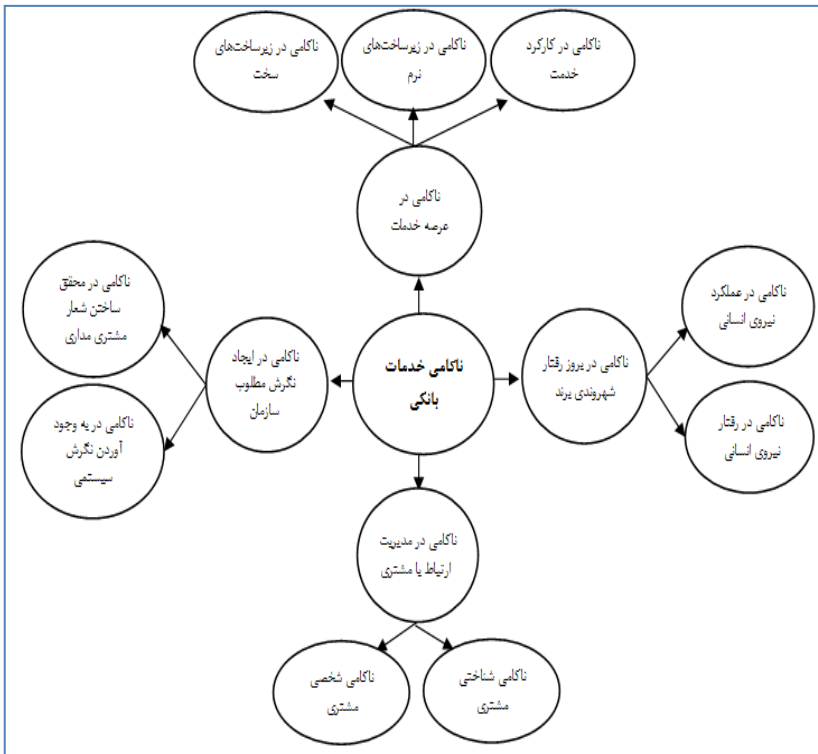 ناکامی در کارکرد
خدمت
ناکامی در زیرساخت‌های
نرم
ناکامی در زیرساخت‌های
سخت
ناکامی در
عرصه خدمات
ناکامی در عملکرد
نیروی انسانی
ناکامی در رفتار
نیروی انسانی
ناکامی در بروز رفتار
شهروندی برند
ناکامی خدمات
بانکی
ناکامی در ایجاد
نگرش مطلوب
سازمان
ناکامی در محقق
ساختن شعار
مشتری مداری
ناکامی در به وجود
آوردن نگرش
سیستمی
ناکامی در مدیریت
ارتباط با مشتری
ناکامی شناختی
مشتری
ناکامی شخصی
مشتری